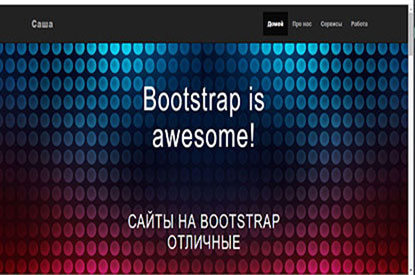 Саша
Домой Про нас Сервисы Работа
Bootstrap is
awesome!
САЙТЫ НА BOOTSTRAP
ОТЛИЧНЫЕ